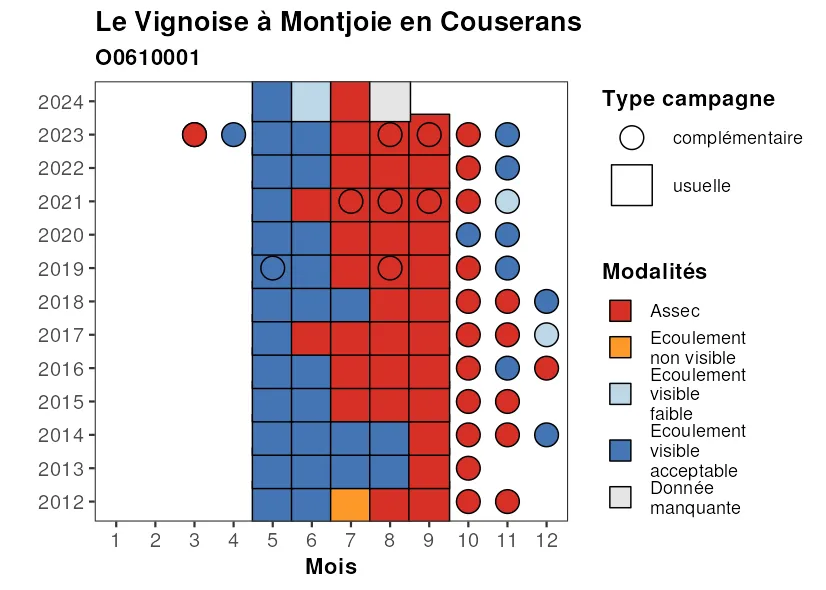 Le Vignoise à Montjoie en Couserans
O0610001
2024
2023
2022
2021
2020
2019
2018
2017
2016
2015
2014
2013
2012
1 2 3 4 5 6 7 8 9 10 11 12
Mois
Type campagne
complémentaire
usuelle
Modalités
Assec
Ecoulement
non visible
Ecoulement
visible
faible
Ecoulement
visible
acceptable
Donnée
manquante